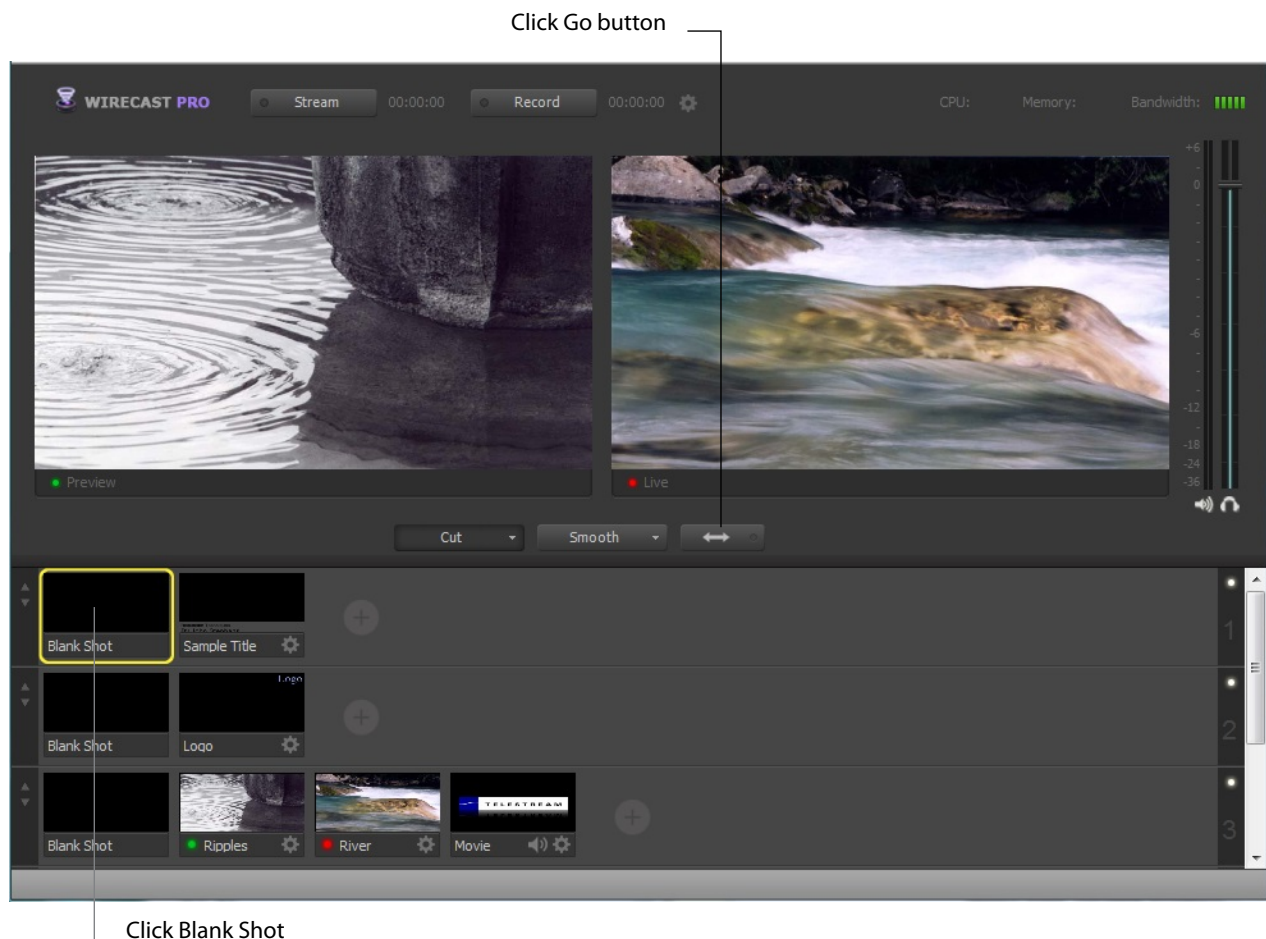 Click Go button
WIRECAST PRO
Stream
00:00:00
Record
00:00:00
CPU:
Memory:
Bandwidth:
+6
-
0
-
-
-
-
-6
-
-
-12
-
-18
-24
-36
Preview
Live
Cut
Smooth
Blank Shot
Sample Title
1
Logo
Blank Shot
Logo
2
TELESTREAM
Blank Shot
Ripples
River
Movie
3
Click Blank Shot